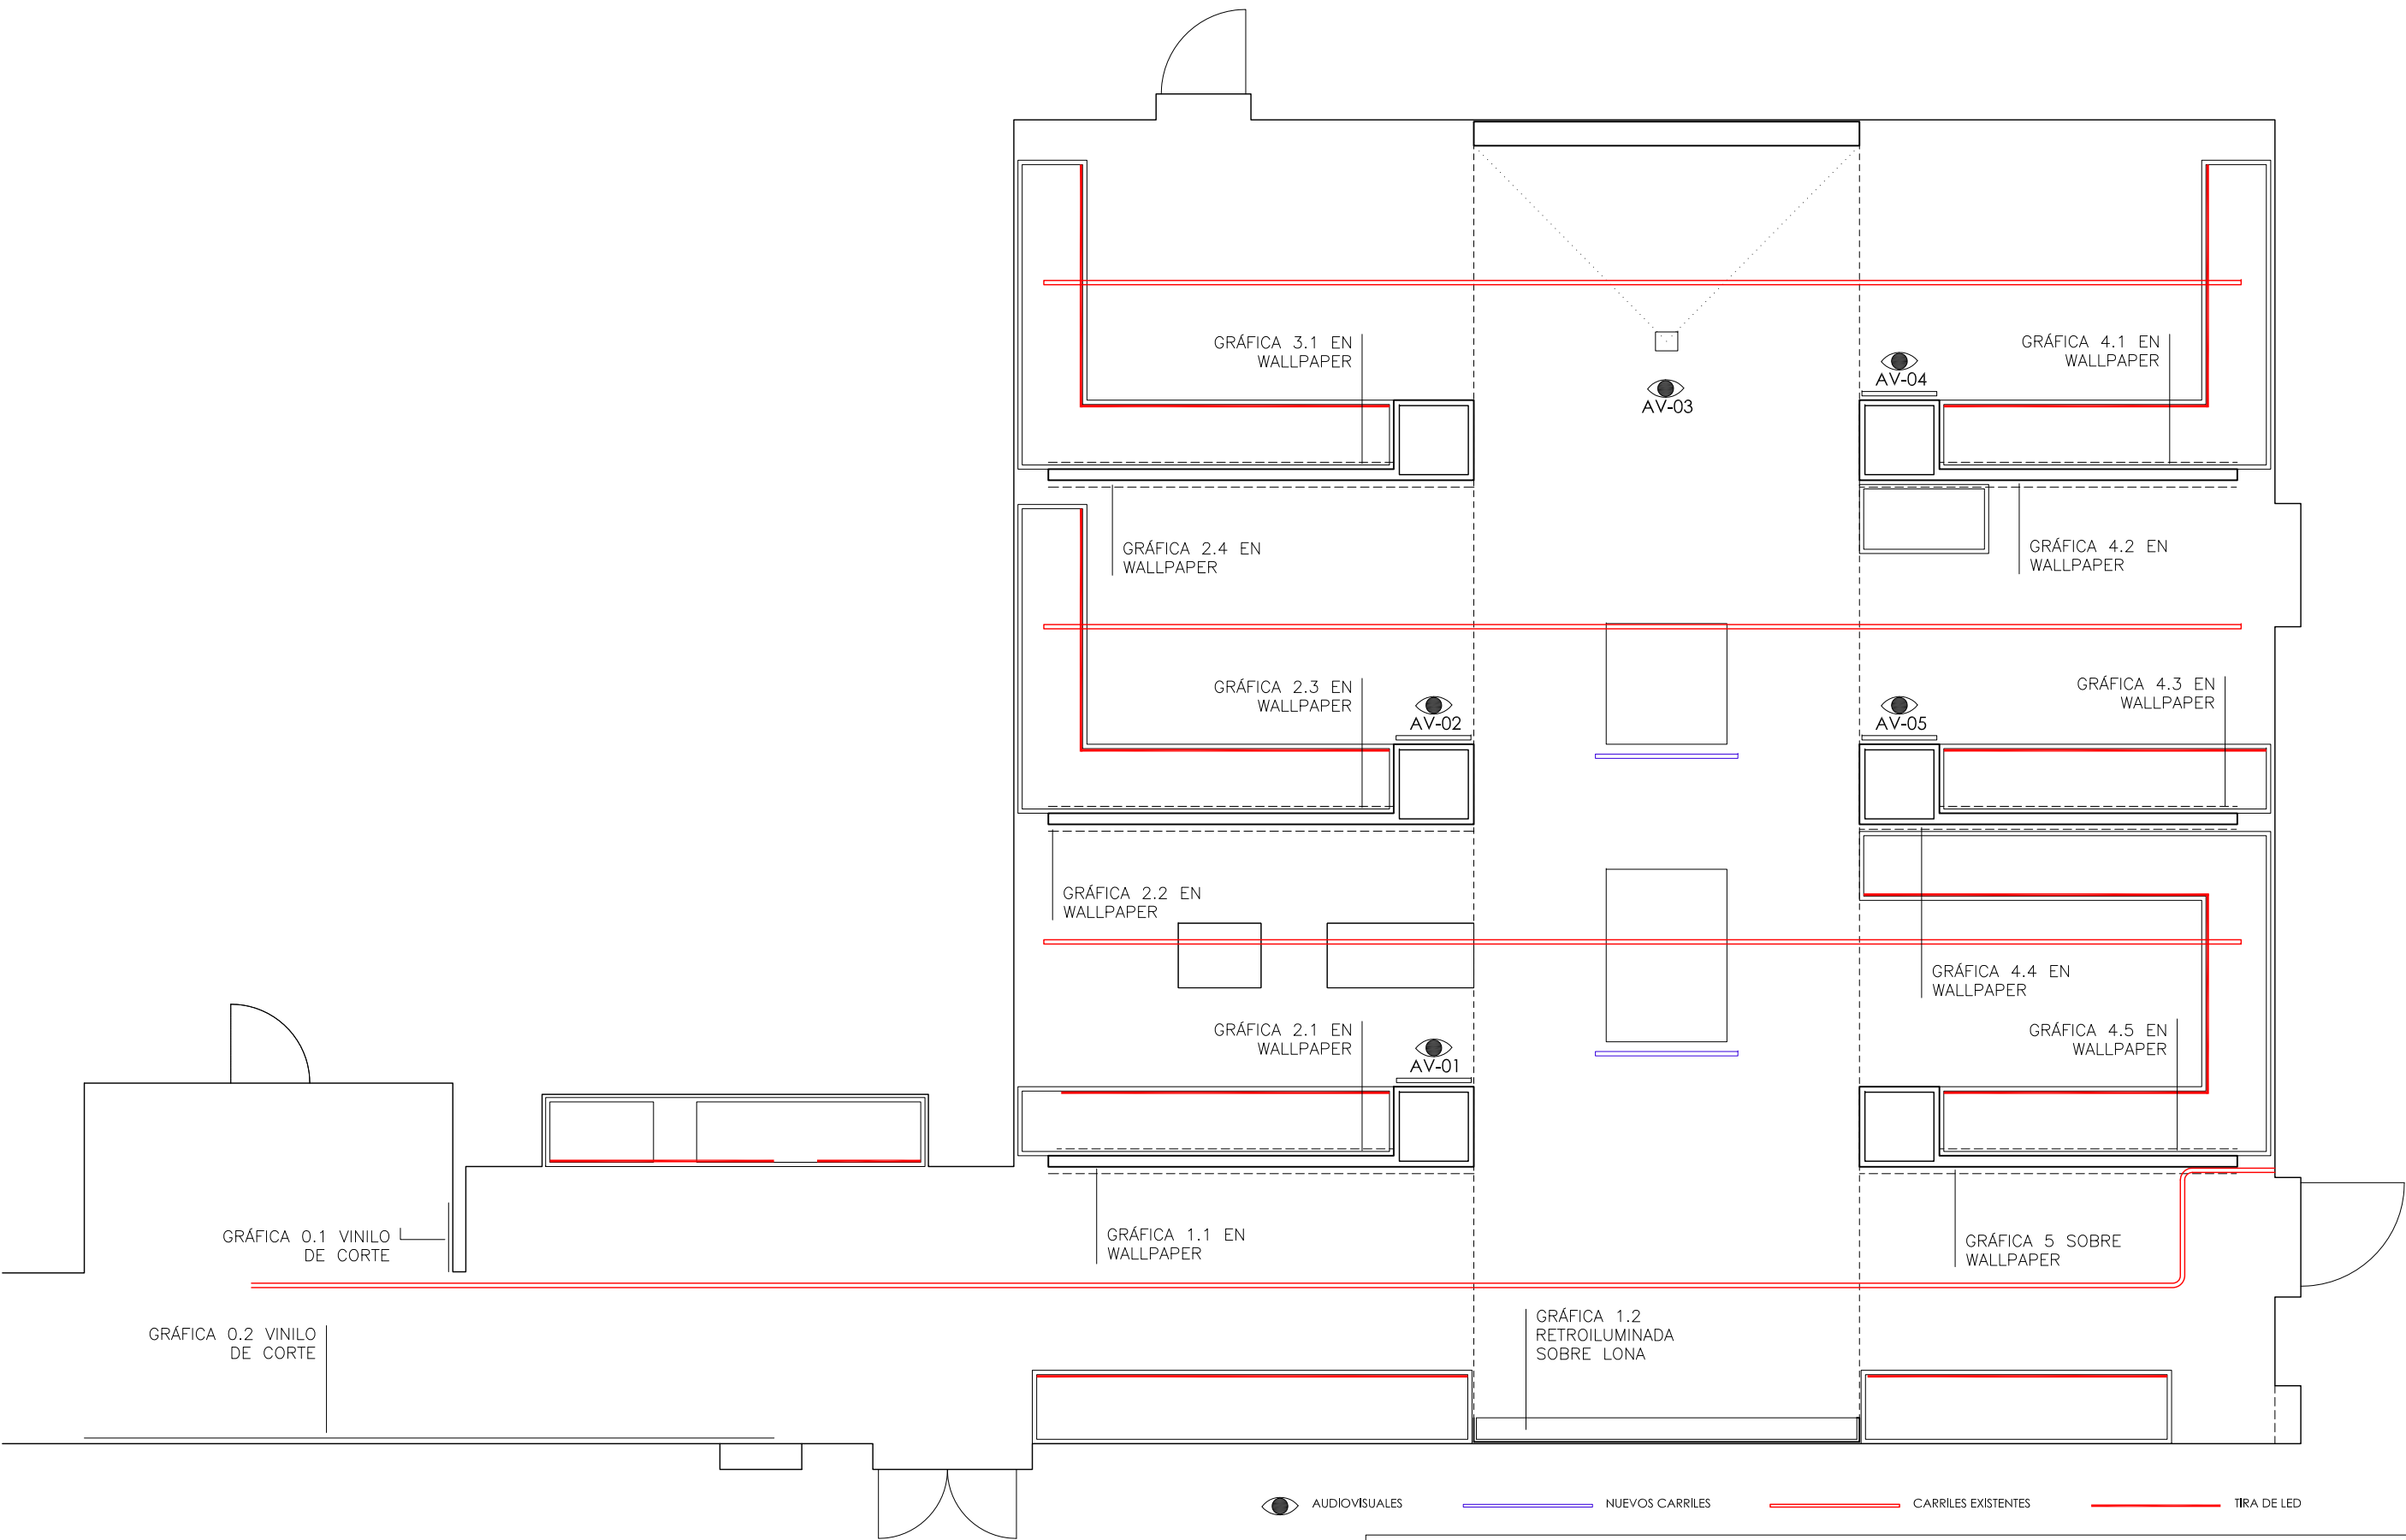 GRÁFICA 3.1 EN
WALLPAPER
AV-03
AV-04
GRÁFICA 4.1 EN
WALLPAPER
GRÁFICA 2.4 EN
WALLPAPER
GRÁFICA 4.2 EN
WALLPAPER
GRÁFICA 2.3 EN
WALLPAPER
AV-02
AV-05
GRÁFICA 4.3 EN
WALLPAPER
GRÁFICA 2.2 EN
WALLPAPER
GRÁFICA 4.4 EN
WALLPAPER
GRÁFICA 2.1 EN
WALLPAPER
AV-01
GRÁFICA 4.5 EN
WALLPAPER
GRÁFICA 0.1 VINILO
DE CORTE
GRÁFICA 1.1 EN
WALLPAPER
GRÁFICA 5 SOBRE
WALLPAPER
GRÁFICA 0.2 VINILO
DE CORTE
GRÁFICA 1.2
RETROILUMINADA
SOBRE LONA
AUDIOVISUALES
NUEVOS CARRILES
CARRILES EXISTENTES
TIRA DE LED